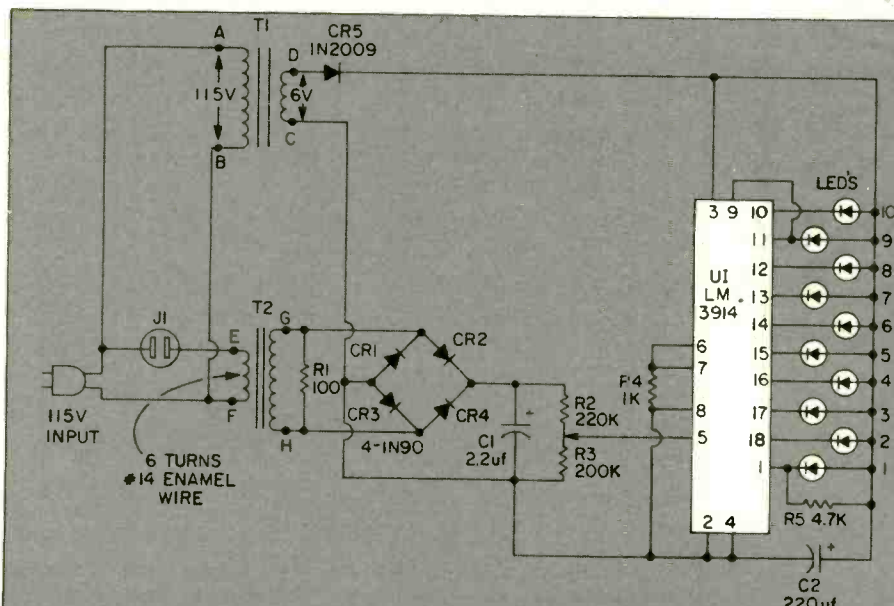 A
T1
CR5
1N2009
D
115V
6V
C
B
LED'S
3 9 10
10
11
9
U1
LM
3914
12
8
13
7
J1
E
T2
G
14
6
CR1
CR2
6
15
5
7
R1
100
R4
1K
16
4
F
CR3
CR4
R2
220K
8
17
3
115V
INPUT
H
4-1N90
C1
2.2uf
+
5
18
2
R3
200K
1
1
6 TURNS
#14 ENAMEL
WIRE
R5 4.7K
2 4
+
C2
220uf